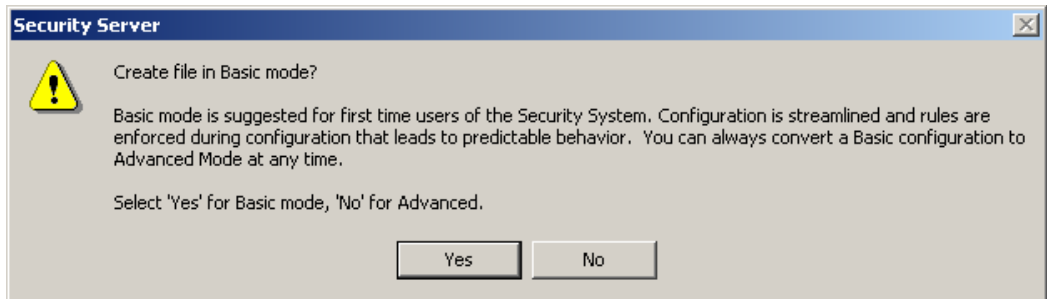 Security Server
Create file in Basic mode?
Basic mode is suggested for first time users of the Security System. Configuration is streamlined and rules are
enforced during configuration that leads to predictable behavior.  You can always convert a Basic configuration to
Advanced Mode at any time.
Select 'Yes' for Basic mode, 'No' for Advanced.
Yes
No